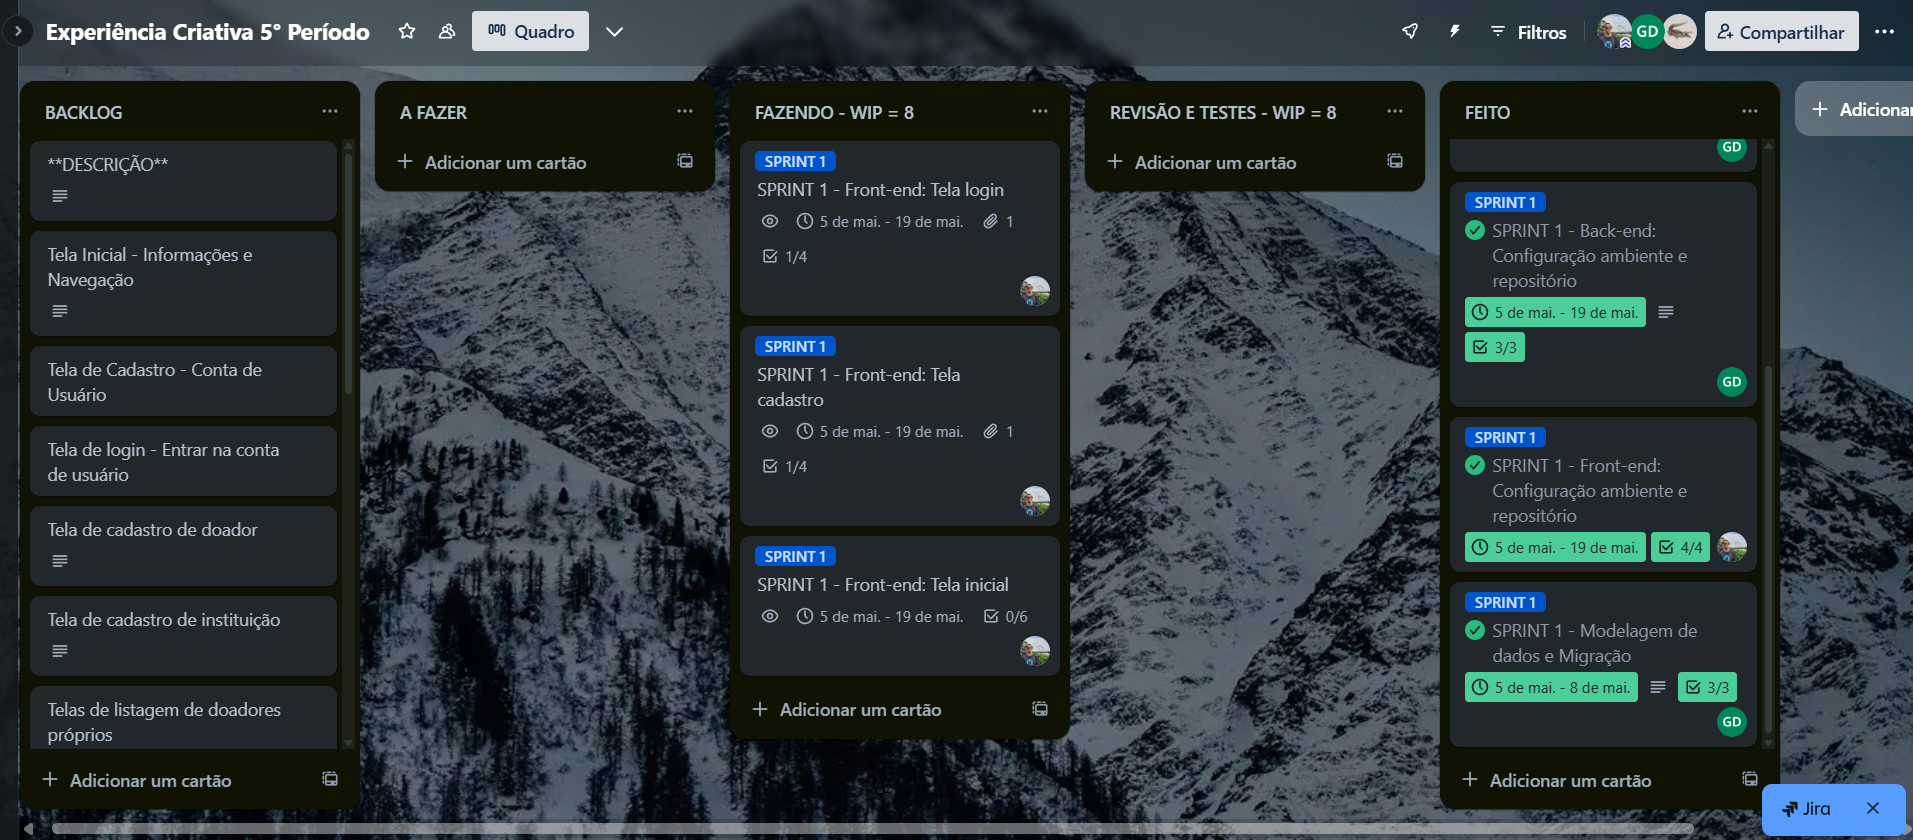 Experiência Criativa 5° Período
Quadro
Filtros
GD
Compartilhar
BACKLOG
**DESCRIÇÃO**
Tela Inicial - Informações e
Navegação
Tela de Cadastro - Conta de
Usuário
Tela de login - Entrar na conta
de usuário
Tela de cadastro de doador
Tela de cadastro de instituição
Telas de listagem de doadores
próprios
Adicionar um cartão
A FAZER
Adicionar um cartão
FAZENDO - WIP = 8
SPRINT 1
SPRINT 1 - Front-end: Tela login
5 de mai. - 19 de mai.
1
1/4
SPRINT 1
SPRINT 1 - Front-end: Tela
cadastro
5 de mai. - 19 de mai.
1
1/4
SPRINT 1
SPRINT 1 - Front-end: Tela inicial
5 de mai. - 19 de mai.
0/6
Adicionar um cartão
REVISÃO E TESTES - WIP = 8
Adicionar um cartão
FEITO
GD
SPRINT 1
SPRINT 1 - Back-end:
Configuração ambiente e
repositório
5 de mai. - 19 de mai.
3/3
GD
SPRINT 1
SPRINT 1 - Front-end:
Configuração ambiente e
repositório
5 de mai. - 19 de mai.
4/4
SPRINT 1
SPRINT 1 - Modelagem de
dados e Migração
5 de mai. - 8 de mai.
3/3
GD
Adicionar um cartão
Adicionar
Jira